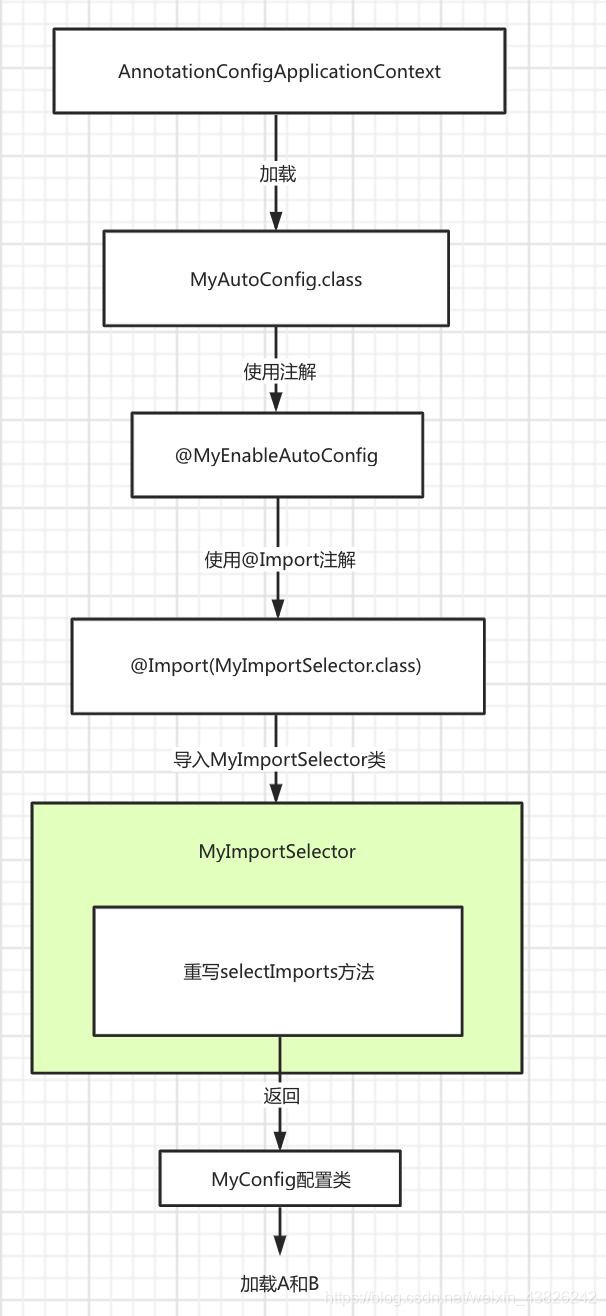 AnnotationConfigApplicationContext
加载
MyAutoConfig.class
使用注解
@MyEnableAutoConfig
使用@Import注解
@Import(MyImportSelector.class)
导入MyImportSelector类
MyImportSelector
重写selectImports方法
返回
MyConfig配置类
加载A和B
https://blog.csdn.net/weixin_43826242